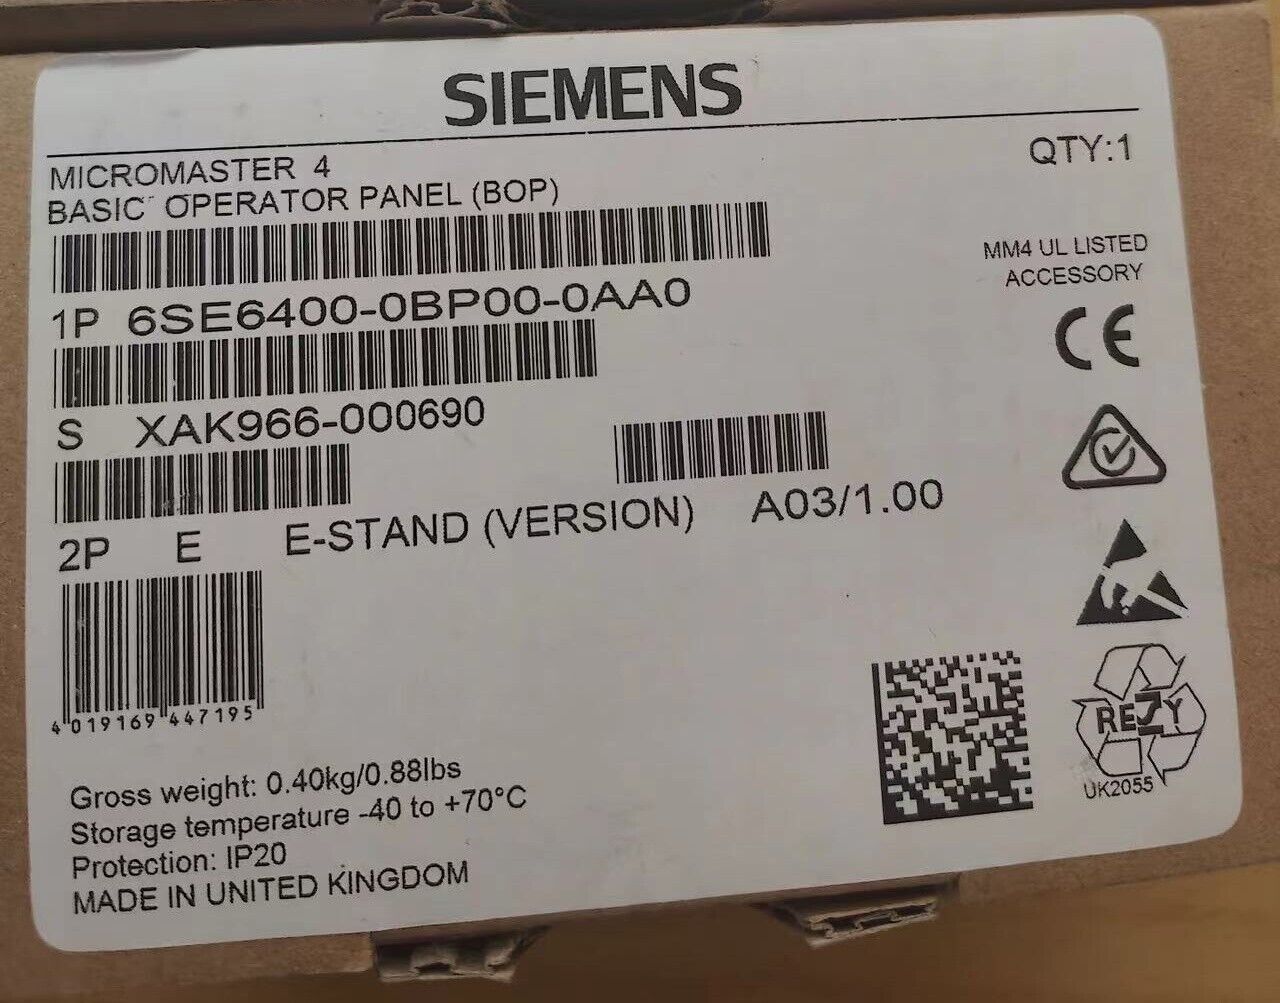 SIEMENS
MICROMASTER 4
QTY:1
BASIC OPERATOR PANEL (BOP)
MM4 UL LISTED
ACCESSORY
1P 6SE6400-0BP00-0AA0
CE
S XAK966-000690
2P E E-STAND (VERSION) A03/1.00
4 019169 447195
REZY
UK2055
Gross weight: 0.40kg/0.88lbs
Storage temperature -40 to +70°C
Protection: IP20
MADE IN UNITED KINGDOM